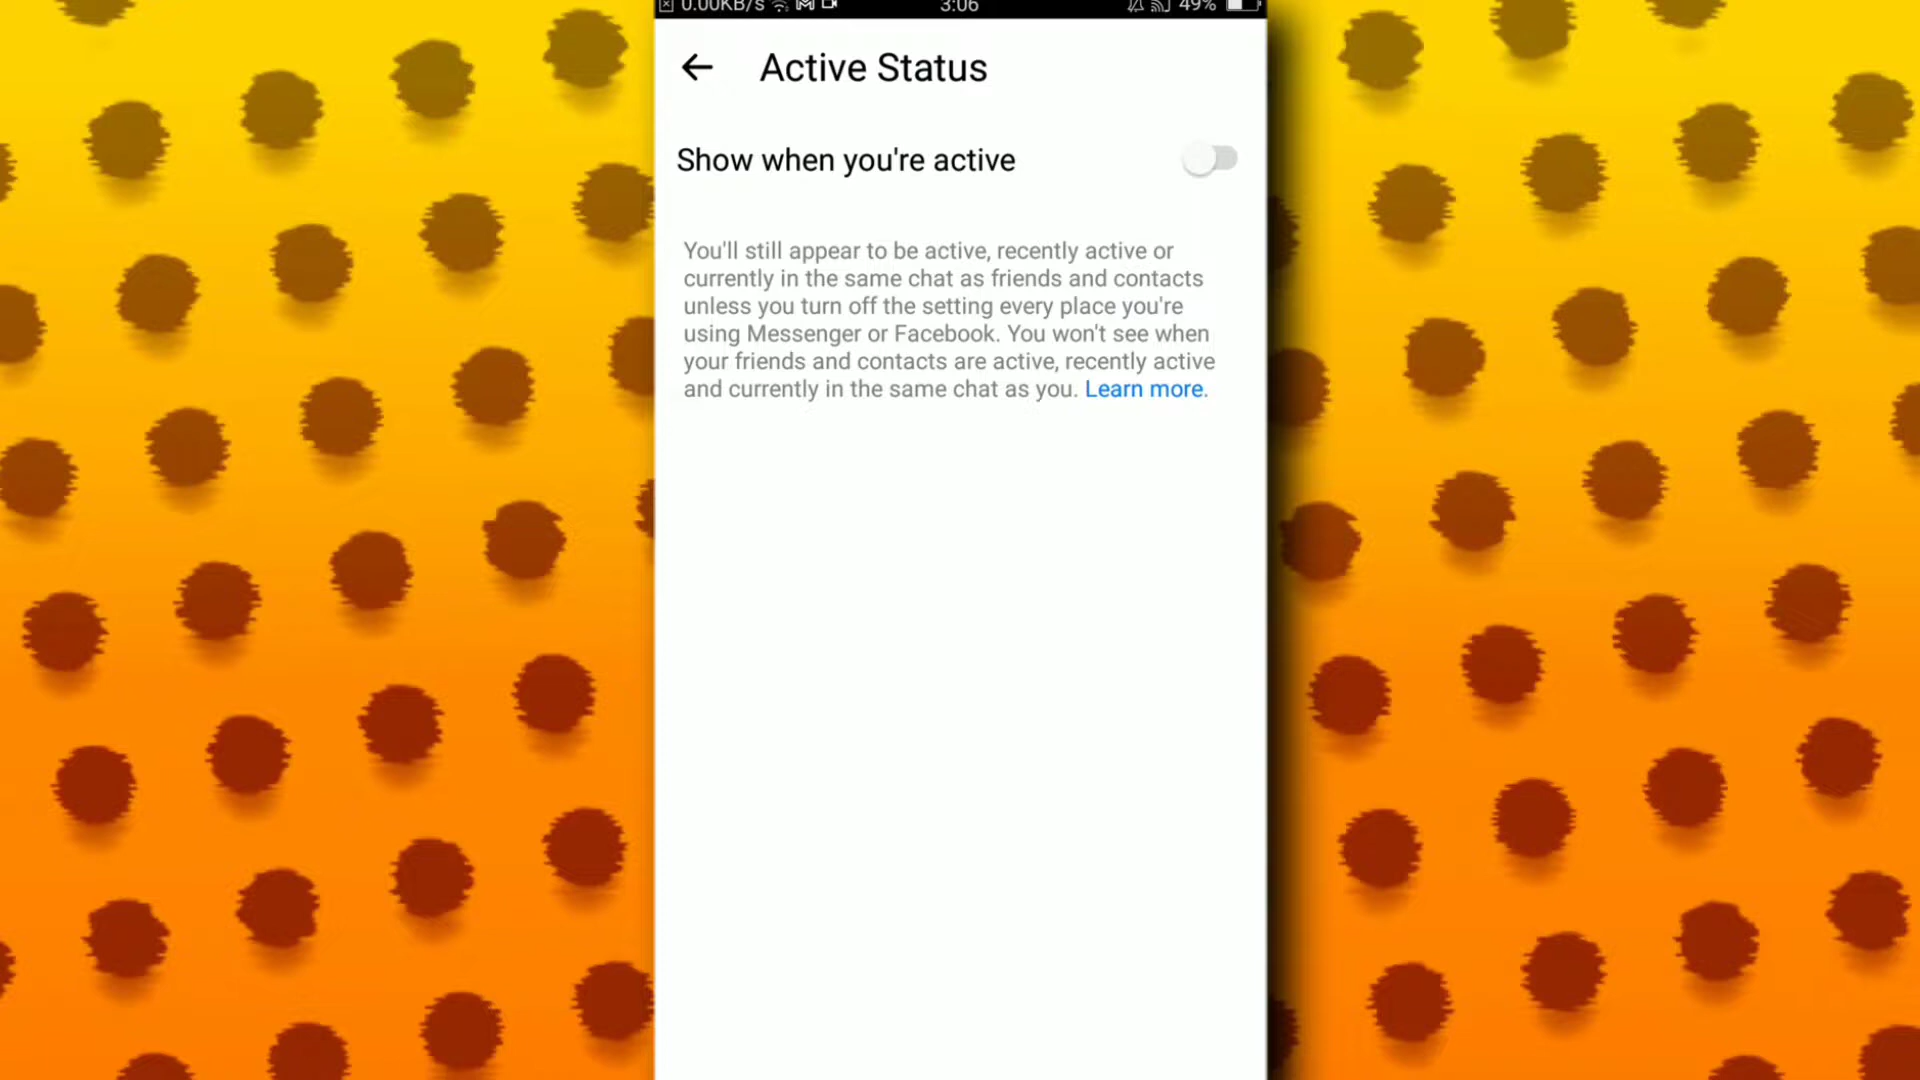 0.00KB/s 3:06 49%
Active Status
Show when you're active
You'll still appear to be active, recently active or
currently in the same chat as friends and contacts
unless you turn off the setting every place you're
using Messenger or Facebook. You won't see when
your friends and contacts are active, recently active
and currently in the same chat as you. Learn more.